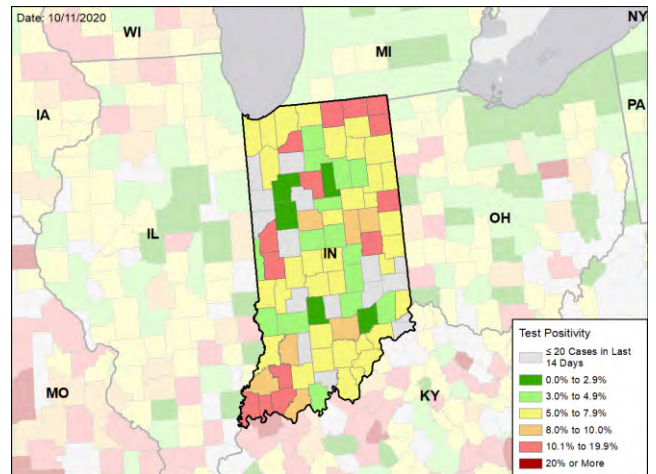 Date: 10/11/2020
WI
MI
NY
IA
PA
IL
IN
OH
MO
KY
Test Positivity
≤ 20 Cases in Last
14 Days
0.0% to 2.9%
3.0% to 4.9%
5.0% to 7.9%
8.0% to 10.0%
10.1% to 19.9%
20% or More